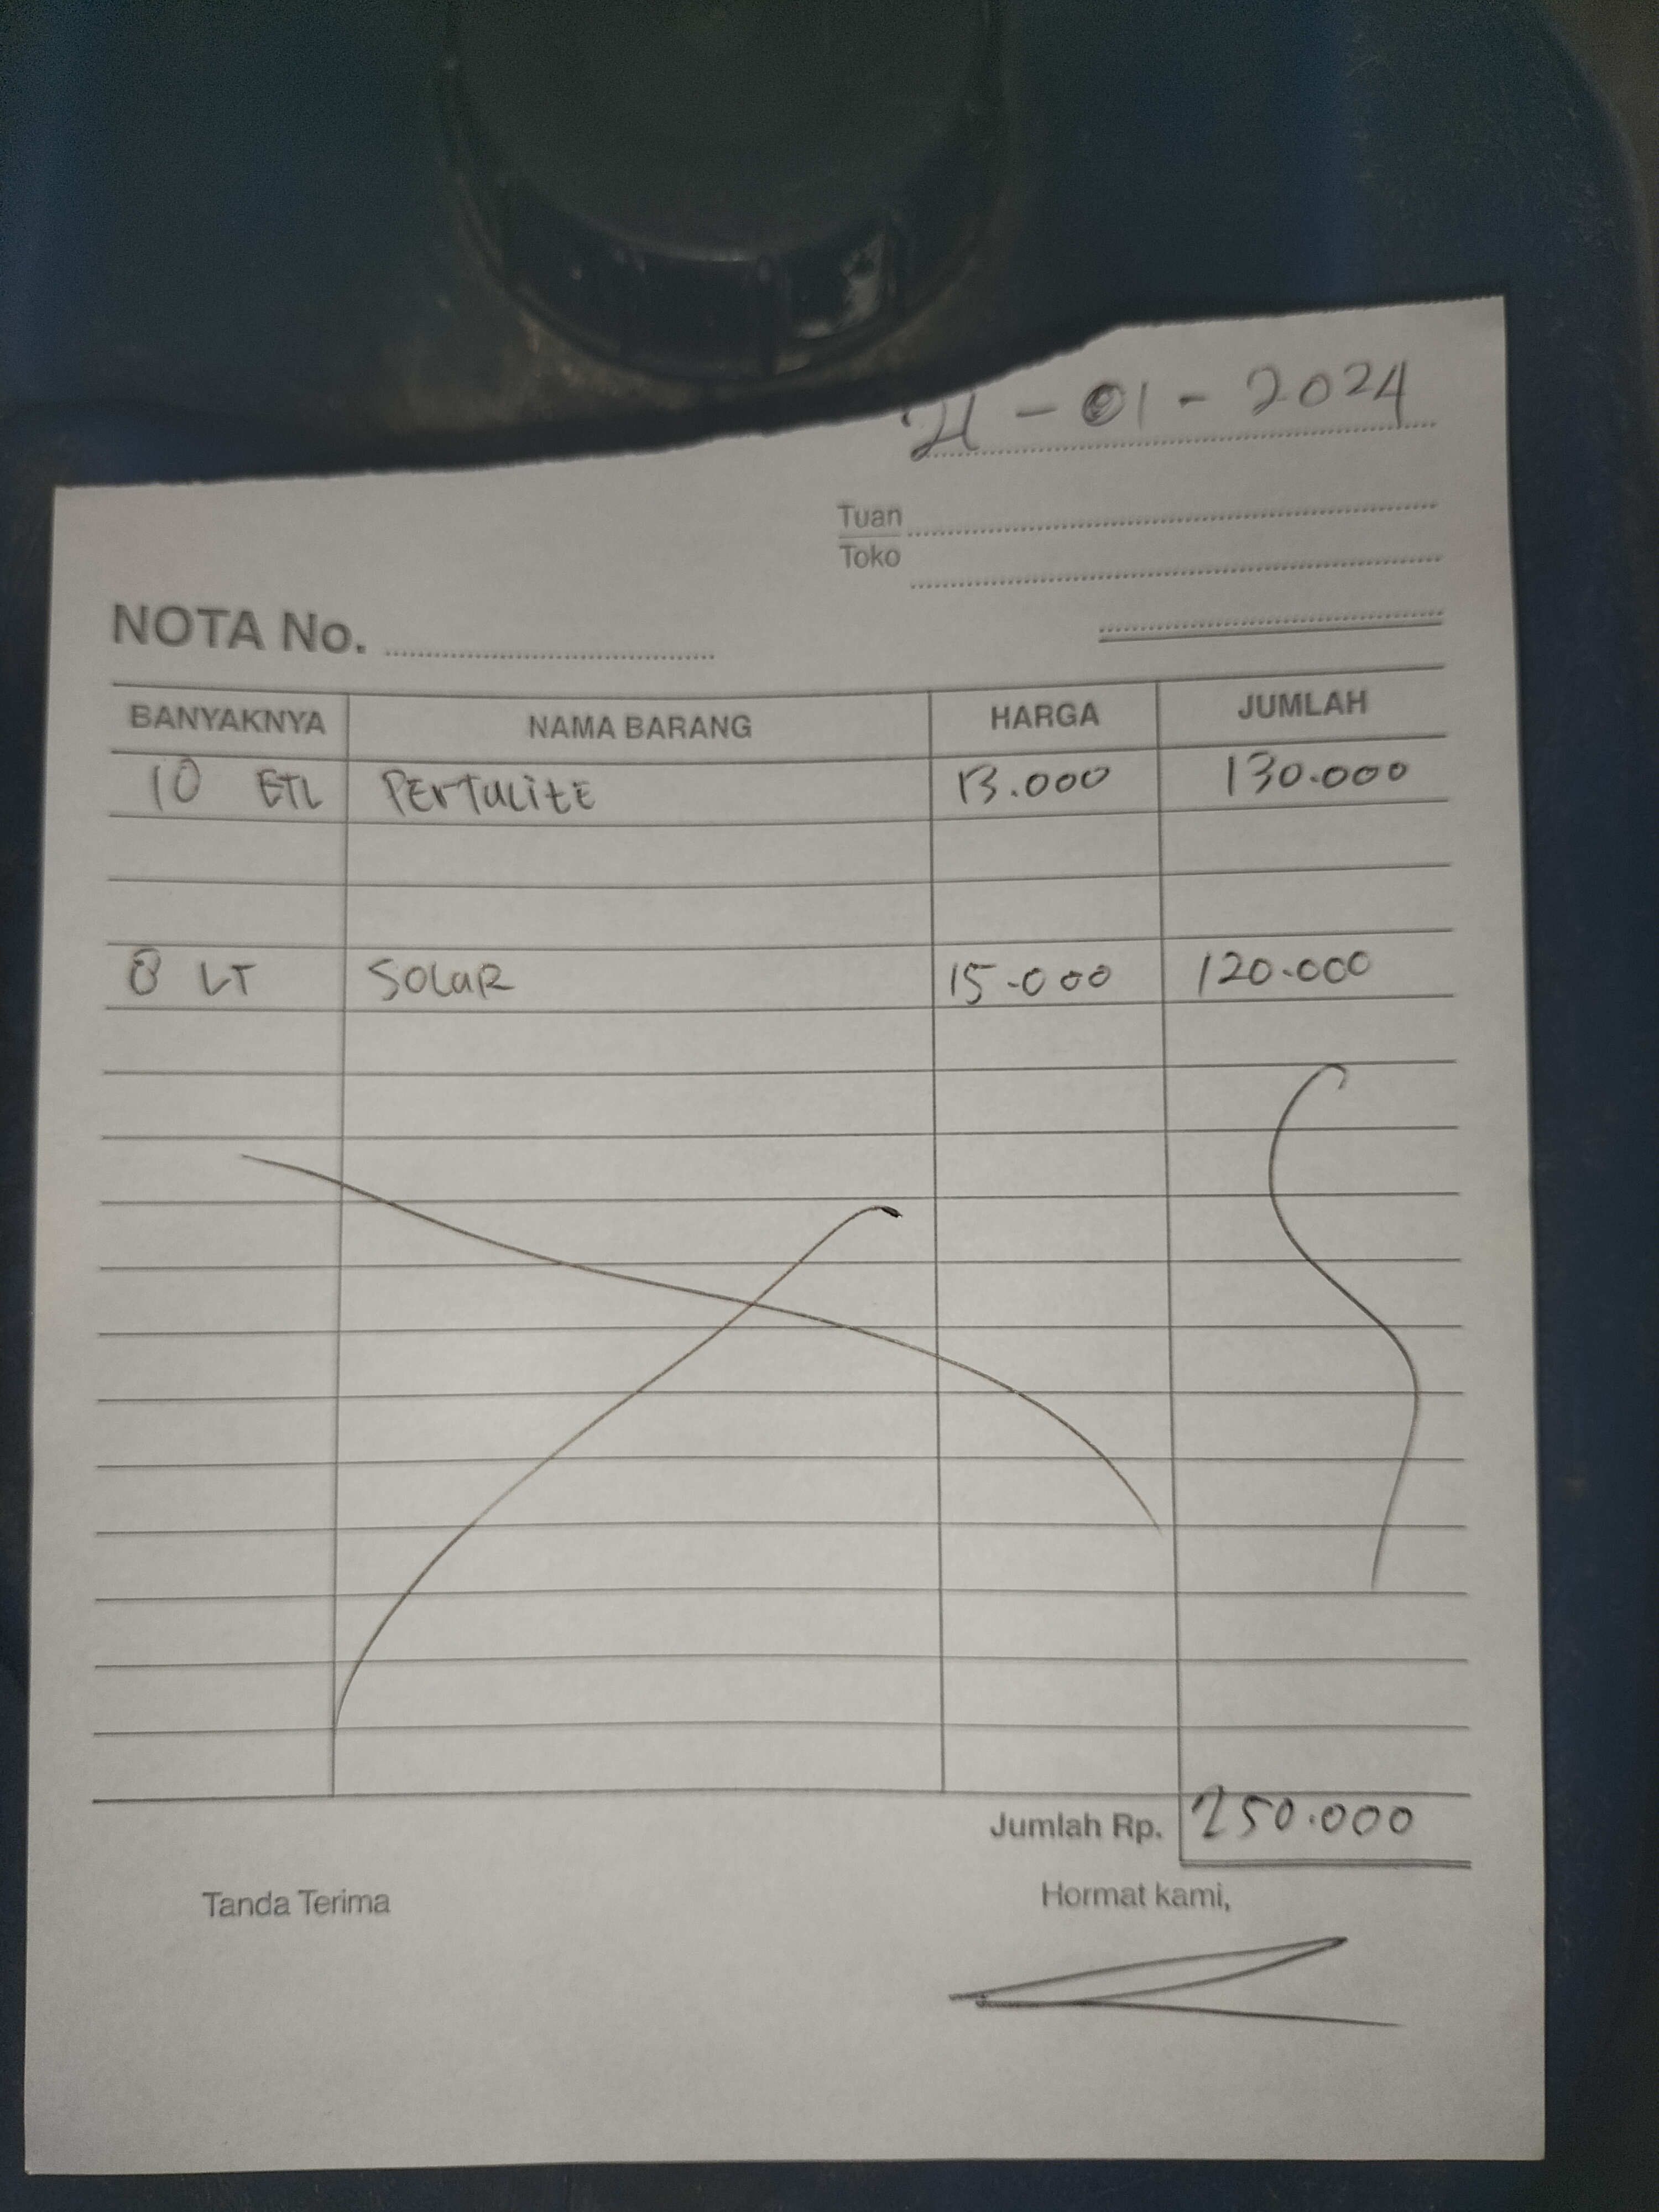 21 - 01 - 2024
Tuan
Toko
NOTA No.
BANYAKNYA NAMA BARANG HARGA JUMLAH
10 ETL PERTALITE 13.000 130.000
8 LT SOLAR 15.000 120.000
Jumlah Rp. 250.000
Tanda Terima Hormat kami,